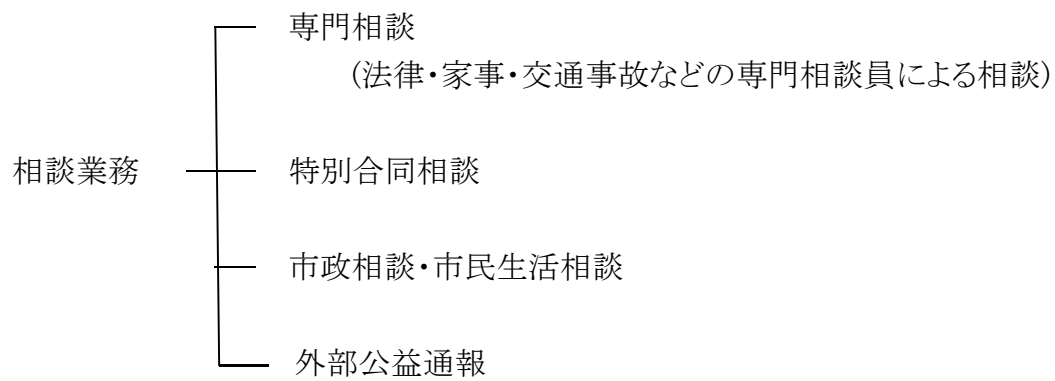 専門相談
(法律・家事・交通事故などの専門相談員による相談)
相談業務
特別合同相談
市政相談・市民生活相談
外部公益通報